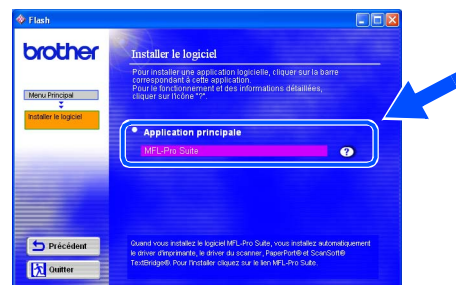 Flash
brother
Installer le logiciel
Pour installer une application logicielle, cliquer sur la barre
correspondant à cette application.
Pour le fonctionnement et des informations détaillées,
cliquer sur l'icône "?".
Menu Principal
Installer le logiciel
Application principale
MFL-Pro Suite
?
Précédent
Quitter
Quand vous installez le logiciel MFL-Pro Suite, vous installez automatiquement
le driver d'imprimante, le driver du scanner, PaperPort® et ScanSoft®
TextBridge®. Pour l'installer cliquez sur le lien MFL-Pro Suite.